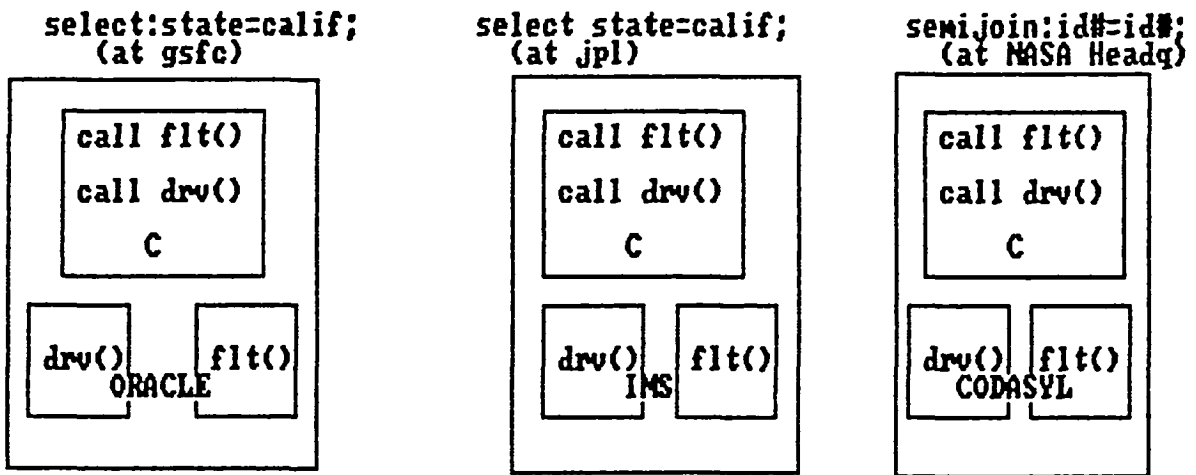 select:state=calif;
(at gsfc)
call flt()
call drv()
C
drv() flt()
ORACLE
select state=calif;
(at jpl)
call flt()
call drv()
C
drv() flt()
IMS
semijoin:id#=id#;
(at NASA Headq)
call flt()
call drv()
C
drv() flt()
CODASYL